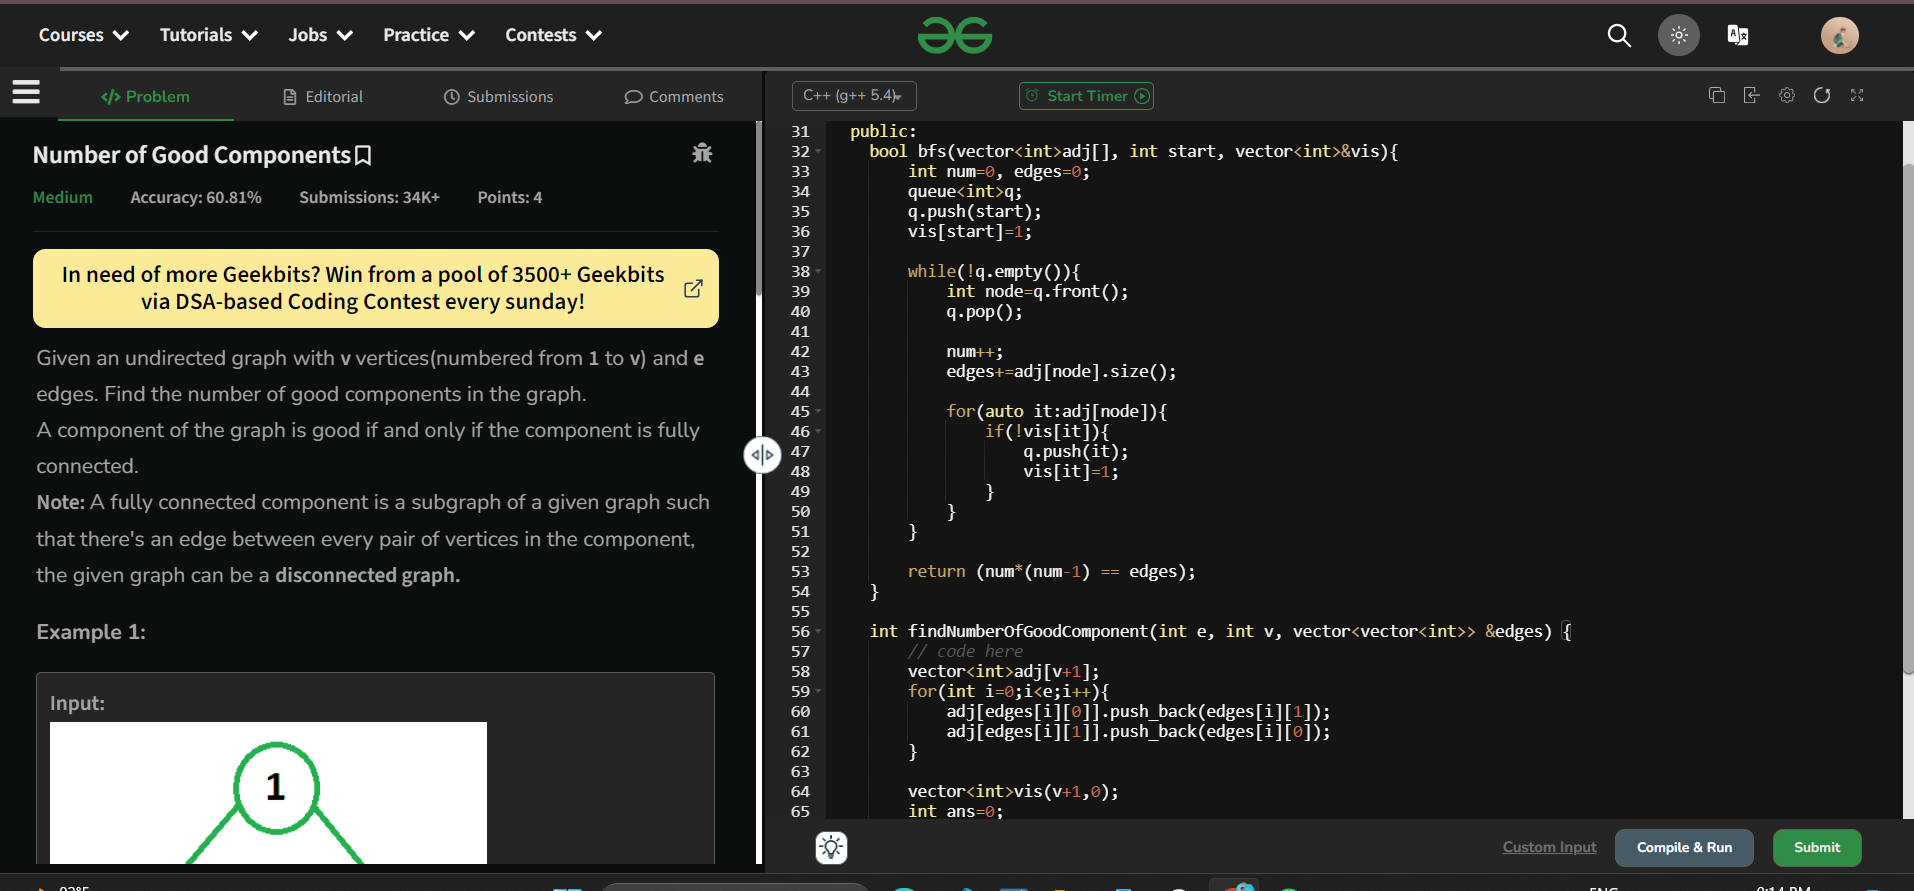 Courses Tutorials Jobs Practice Contests
Problem Editorial Submissions Comments
Number of Good Components
Medium Accuracy: 60.81% Submissions: 34K+ Points: 4
In need of more Geekbits? Win from a pool of 3500+ Geekbits
via DSA-based Coding Contest every sunday!
Given an undirected graph with v vertices(numbered from 1 to v) and e
edges. Find the number of good components in the graph.
A component of the graph is good if and only if the component is fully
connected.
Note: A fully connected component is a subgraph of a given graph such
that there's an edge between every pair of vertices in the component,
the given graph can be a disconnected graph.
Example 1:
Input:
1
C++ (g++ 5.4) Start Timer
31 public:
32 bool bfs(vector<int>adj[], int start, vector<int>&vis){
33 int num=0, edges=0;
34 queue<int>q;
35 q.push(start);
36 vis[start]=1;
37
38 while(!q.empty()){
39 int node=q.front();
40 q.pop();
41
42 num++;
43 edges+=adj[node].size();
44
45 for(auto it:adj[node]){
46 if(!vis[it]){
47 q.push(it);
48 vis[it]=1;
49 }
50 }
51 }
52
53 return (num*(num-1) == edges);
54 }
55
56 int findNumberOfGoodComponent(int e, int v, vector<vector<int>> &edges) {
57 // code here
58 vector<int>adj[v+1];
59 for(int i=0;i<e;i++){
60 adj[edges[i][0]].push_back(edges[i][1]);
61 adj[edges[i][1]].push_back(edges[i][0]);
62 }
63
64 vector<int>vis(v+1,0);
65 int ans=0;
Custom Input Compile & Run Submit